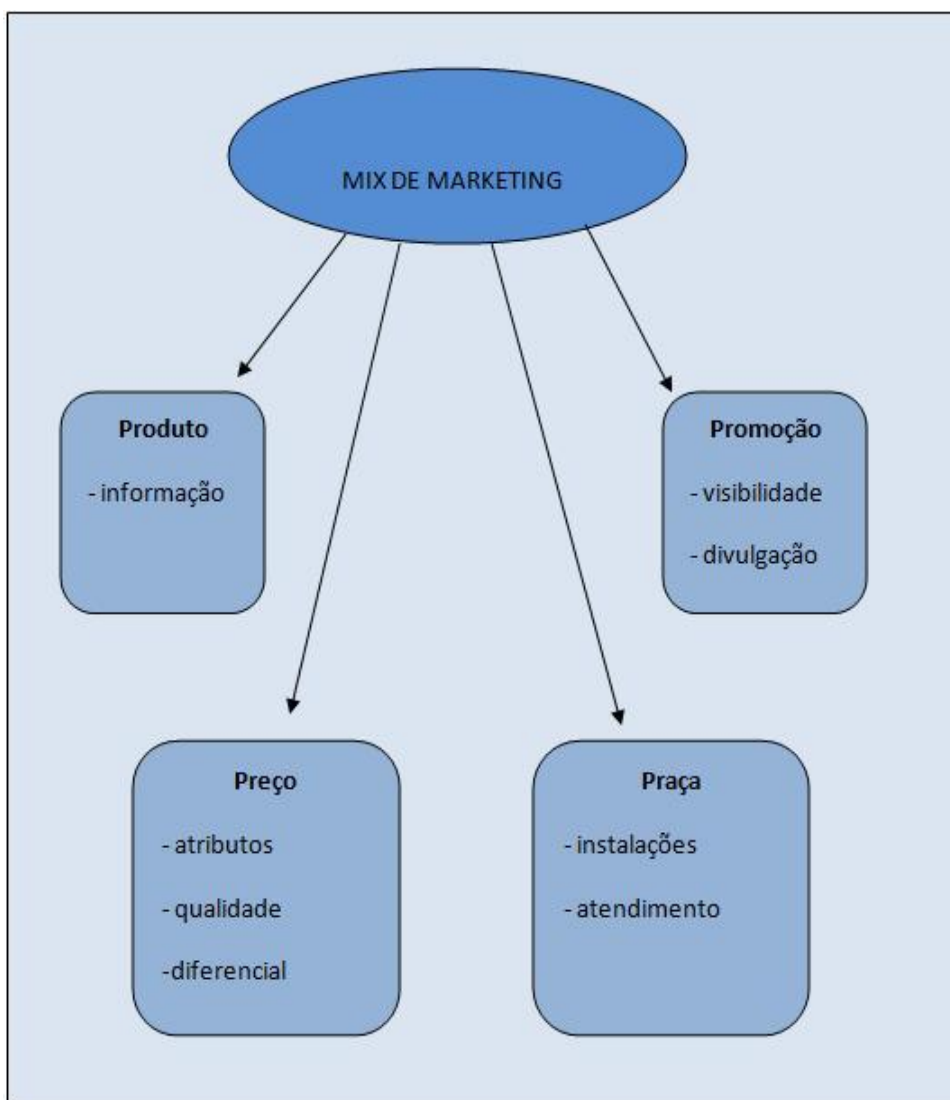 MIX DE MARKETING
Produto
- informação
Promoção
- visibilidade
- divulgação
Preço
- atributos
- qualidade
-diferencial
Praça
- instalações
- atendimento